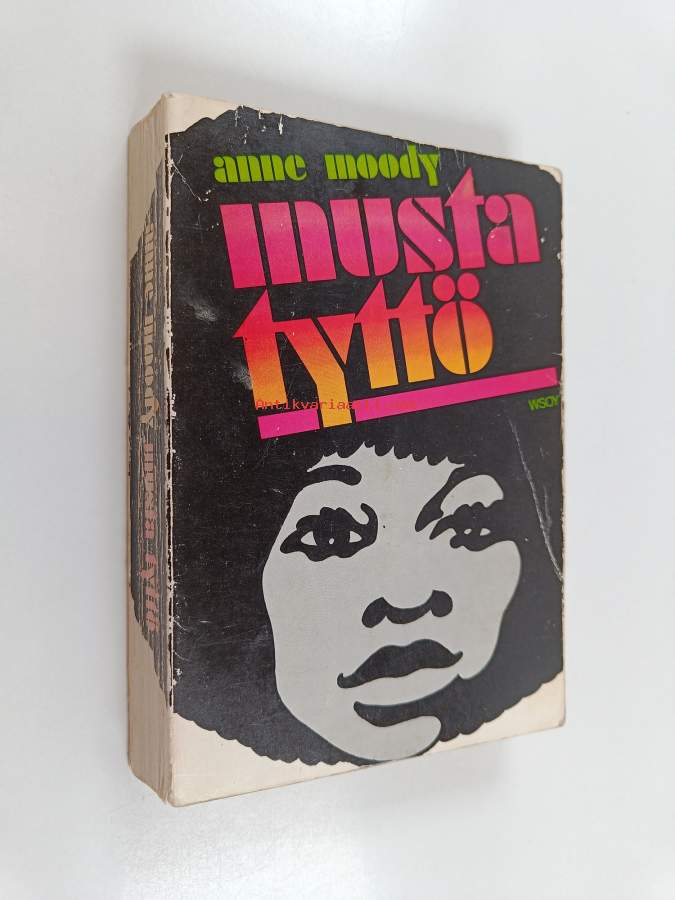 anne moody
musta
tyttö
WSOY
anne moody musta tyttö